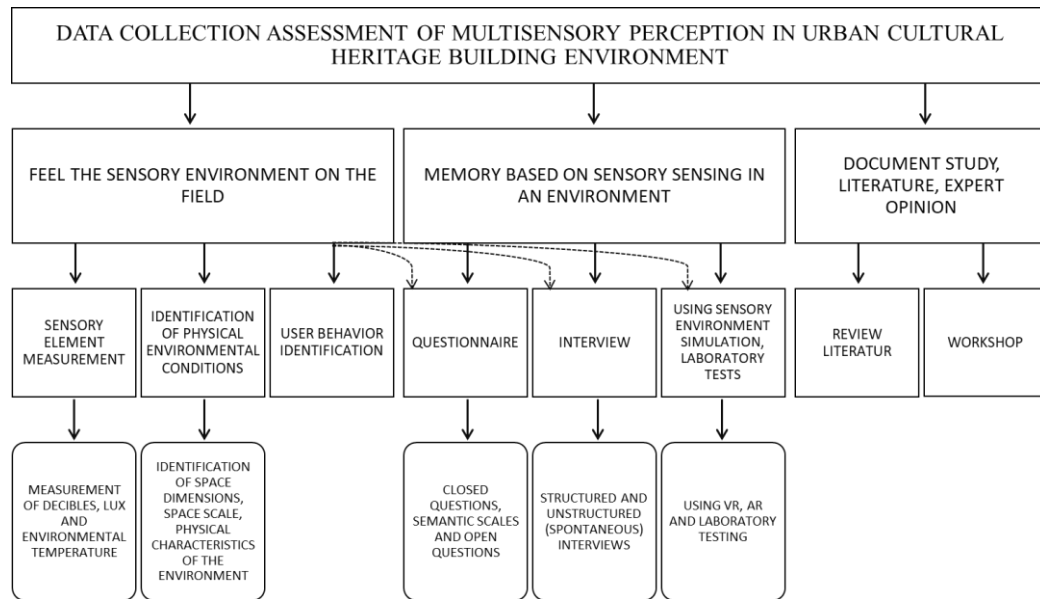 DATA COLLECTION ASSESSMENT OF MULTISENSORY PERCEPTION IN URBAN CULTURAL
HERITAGE BUILDING ENVIRONMENT
FEEL THE SENSORY ENVIRONMENT ON THE
FIELD
MEMORY BASED ON SENSORY SENSING IN
AN ENVIRONMENT
DOCUMENT STUDY,
LITERATURE, EXPERT
OPINION
SENSORY
ELEMENT
MEASUREMENT
IDENTIFICATION
OF PHYSICAL
ENVIRONMENTAL
CONDITIONS
USER BEHAVIOR
IDENTIFICATION
QUESTIONNAIRE
INTERVIEW
USING SENSORY
ENVIRONMENT
SIMULATION,
LABORATORY
TESTS
REVIEW
LITERATUR
WORKSHOP
MEASUREMENT
OF DECIBLES, LUX
AND
ENVIRONMENTAL
TEMPERATURE
IDENTIFICATION
OF SPACE
DIMENSIONS,
SPACE SCALE,
PHYSICAL
CHARACTERISTICS
OF THE
ENVIRONMENT
CLOSED
QUESTIONS,
SEMANTIC SCALES
AND OPEN
QUESTIONS
STRUCTURED AND
UNSTRUCTURED
(SPONTANEOUS)
INTERVIEWS
USING VR, AR
AND LABORATORY
TESTING